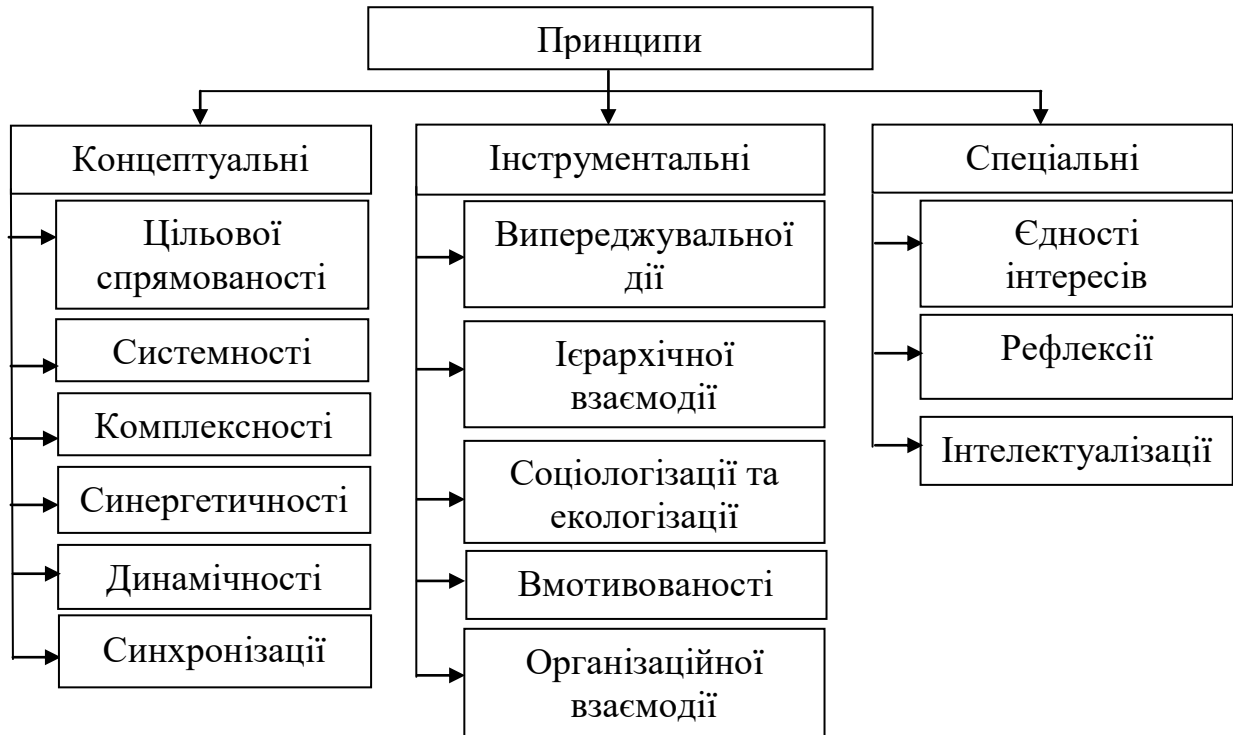 Принципи
Концептуальні
Цільової
спрямованості
Системності
Комплексності
Синергетичності
Динамічності
Синхронізації
Інструментальні
Випереджувальної
дії
Ієрархічної
взаємодії
Соціологізації та
екологізації
Вмотивованості
Організаційної
взаємодії
Спеціальні
Єдності
інтересів
Рефлексії
Інтелектуалізації